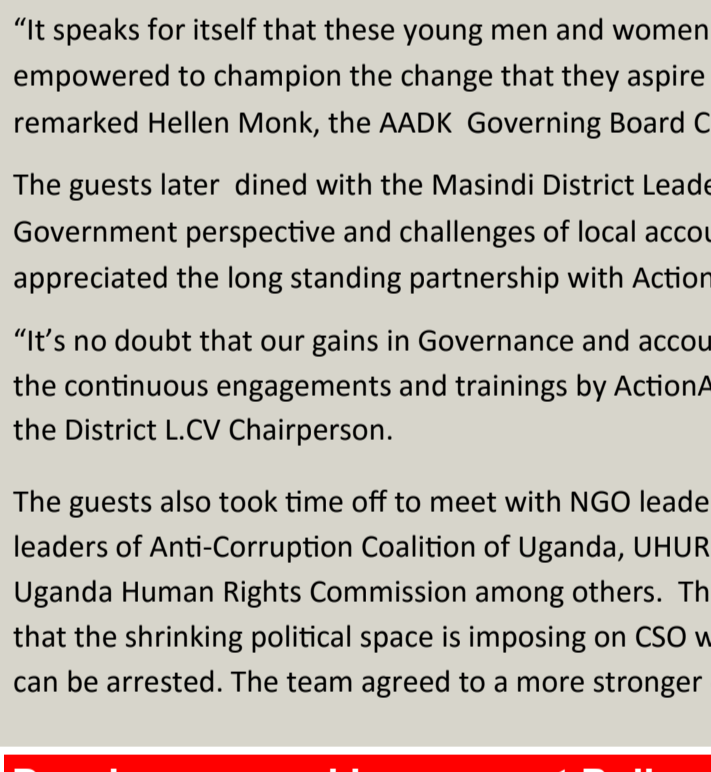 “It speaks for itself that these young men and women
empowered to champion the change that they aspire
remarked Hellen Monk, the AADK  Governing Board C
The guests later  dined with the Masindi District Leade
Government perspective and challenges of local accou
appreciated the long standing partnership with Action
“It’s no doubt that our gains in Governance and accou
the continuous engagements and trainings by ActionA
the District L.CV Chairperson.
The guests also took time off to meet with NGO leade
leaders of Anti-Corruption Coalition of Uganda, UHUR
Uganda Human Rights Commission among others.  Th
that the shrinking political space is imposing on CSO w
can be arrested. The team agreed to a more stronger